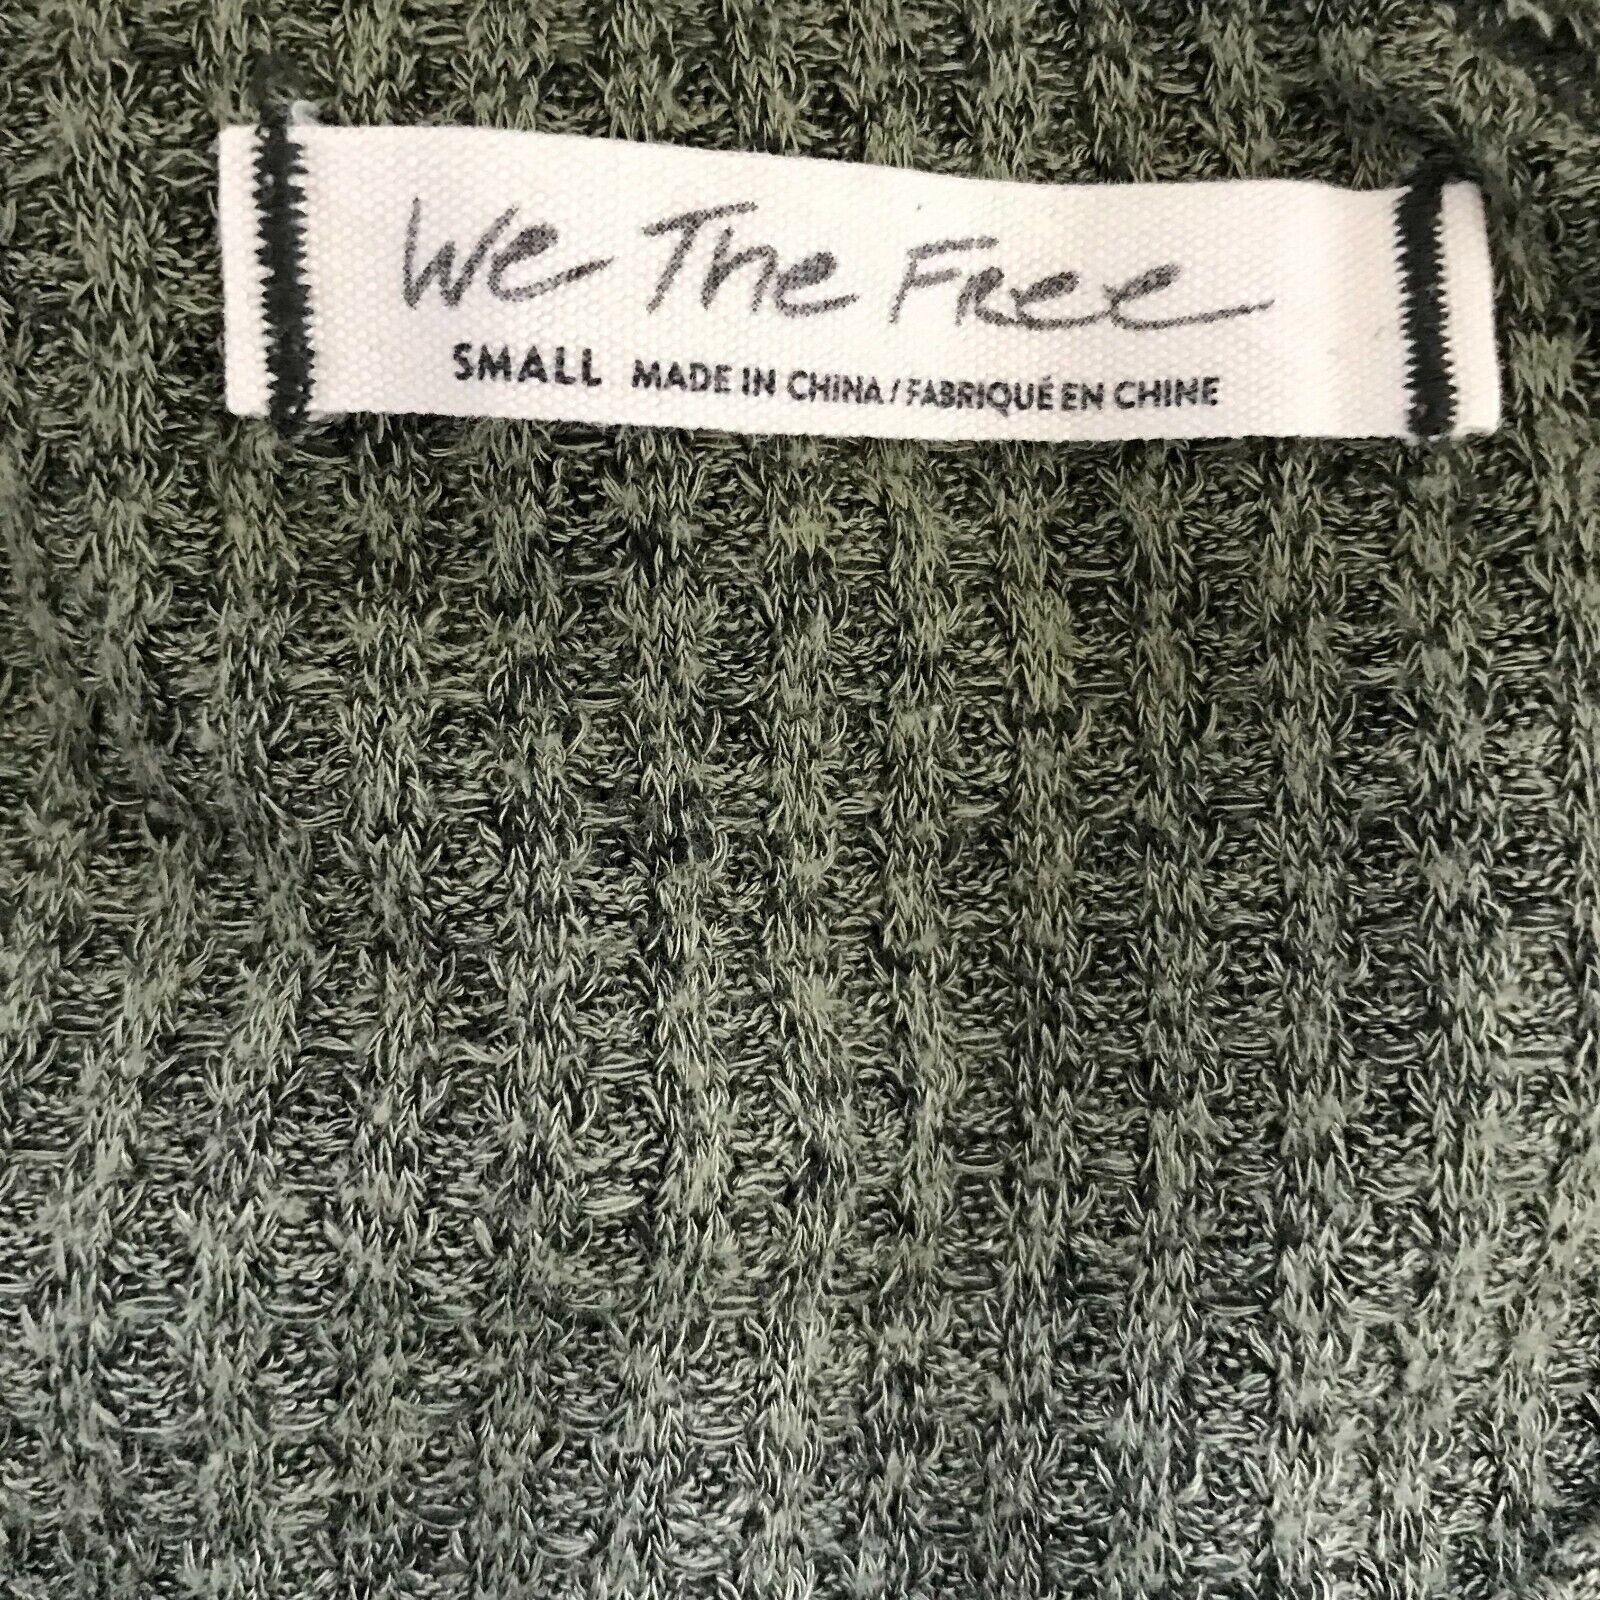 We The Free
SMALL MADE IN CHINA / FABRIQUÉ EN CHINE